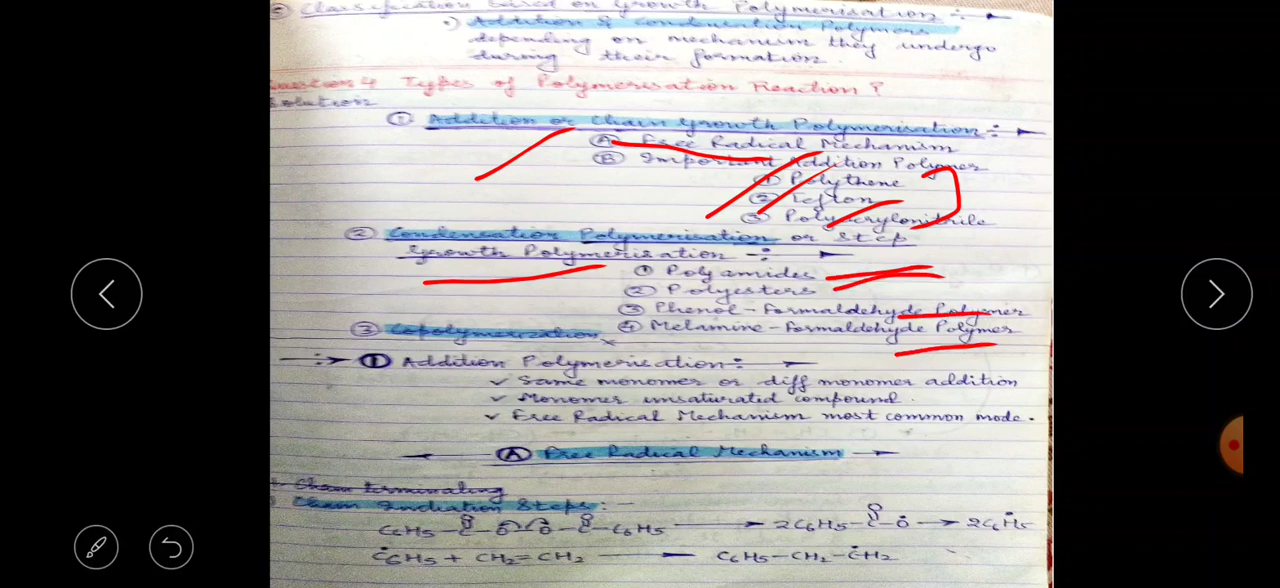 ⑤ Classification based on Growth Polymerisation :-
•) Addition & Condensation Polymers
depending on mechanism they undergo
during their formation.
Question 4 Types of Polymerisation Reaction?
Solution
① Addition or Chain Growth Polymerisation :-
Ⓐ Free Radical Mechanism
Ⓑ Important Addition Polymer
① Polythene
② Teflon
③ Polyacrylonitrile
② Condensation Polymerisation or Step
Growth Polymerisation -:
① Polyamides
② Polyesters
③ Phenol-Formaldehyde Polymer
④ Melamine-Formaldehyde Polymer
③ Copolymerisation
① Addition Polymerisation :-
✓ Same monomer or diff monomer addition
✓ Monomer unsaturated compound.
✓ Free Radical Mechanism most common mode.
Ⓐ Free Radical Mechanism
Chain terminating
Chain Initiation Steps :-
C6H5-C(=O)-O-O-C(=O)-C6H5 → 2C6H5-C(=O)-Ȯ → 2C6Ḣ5
Ċ6H5 + CH2=CH2 → C6H5-CH2-ĊH2